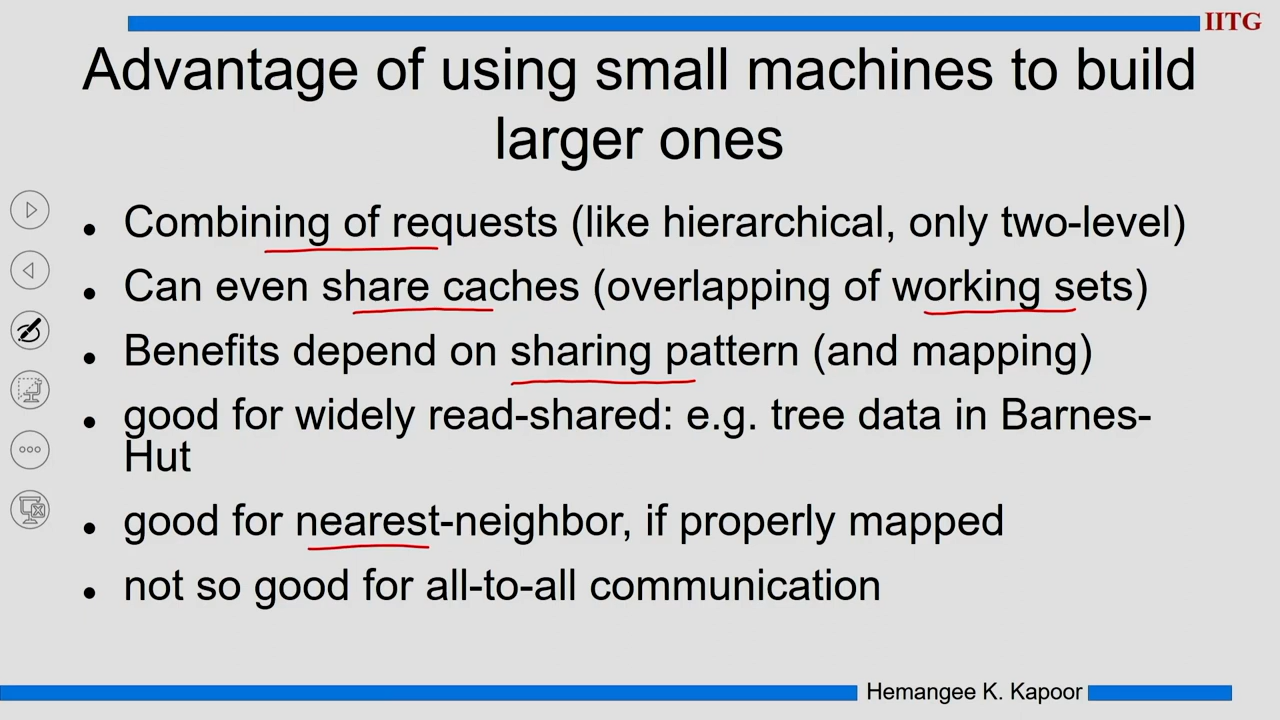 IITG
Advantage of using small machines to build
larger ones
• Combining of requests (like hierarchical, only two-level)
• Can even share caches (overlapping of working sets)
• Benefits depend on sharing pattern (and mapping)
• good for widely read-shared: e.g. tree data in Barnes-
Hut
• good for nearest-neighbor, if properly mapped
• not so good for all-to-all communication
Hemangee K. Kapoor